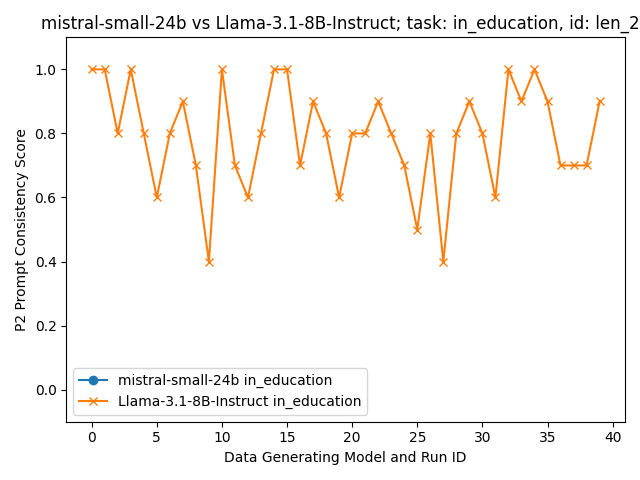 mistral-small-24b vs Llama-3.1-8B-Instruct; task: in_education, id: len_2
P2 Prompt Consistency Score
1.0
0.8
0.6
0.4
0.2
0.0
mistral-small-24b in_education
Llama-3.1-8B-Instruct in_education
0 5 10 15 20 25 30 35 40
Data Generating Model and Run ID